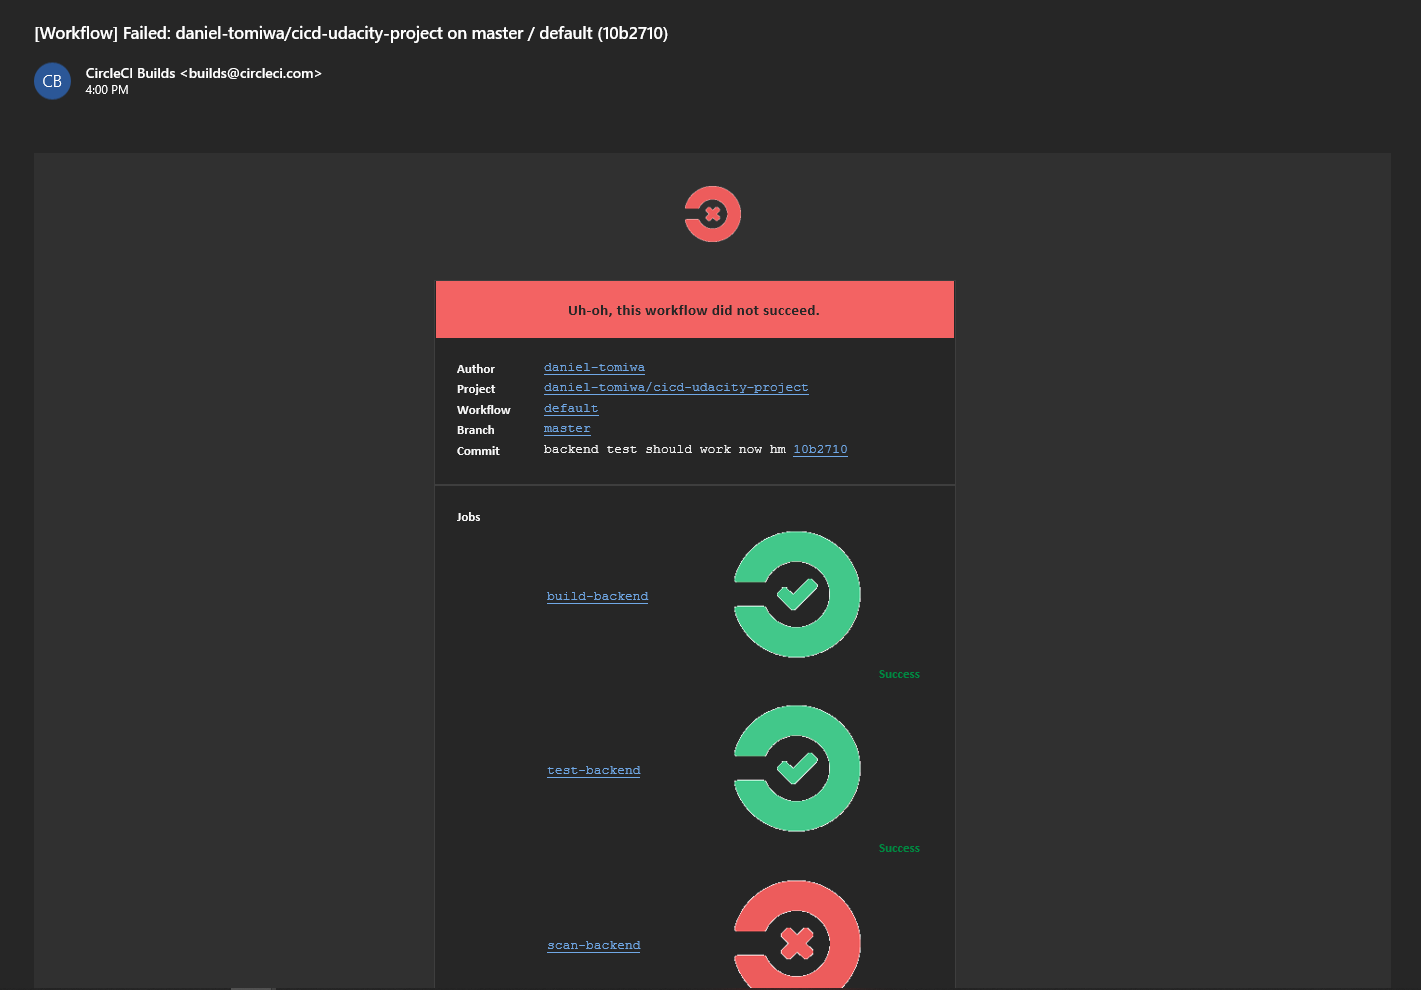 [Workflow] Failed: daniel-tomiwa/cicd-udacity-project on master / default (10b2710)
CB
CircleCI Builds <builds@circleci.com>
4:00 PM
Uh-oh, this workflow did not succeed.
Author daniel-tomiwa
Project daniel-tomiwa/cicd-udacity-project
Workflow default
Branch master
Commit backend test should work now hm 10b2710
Jobs
build-backend
Success
test-backend
Success
scan-backend